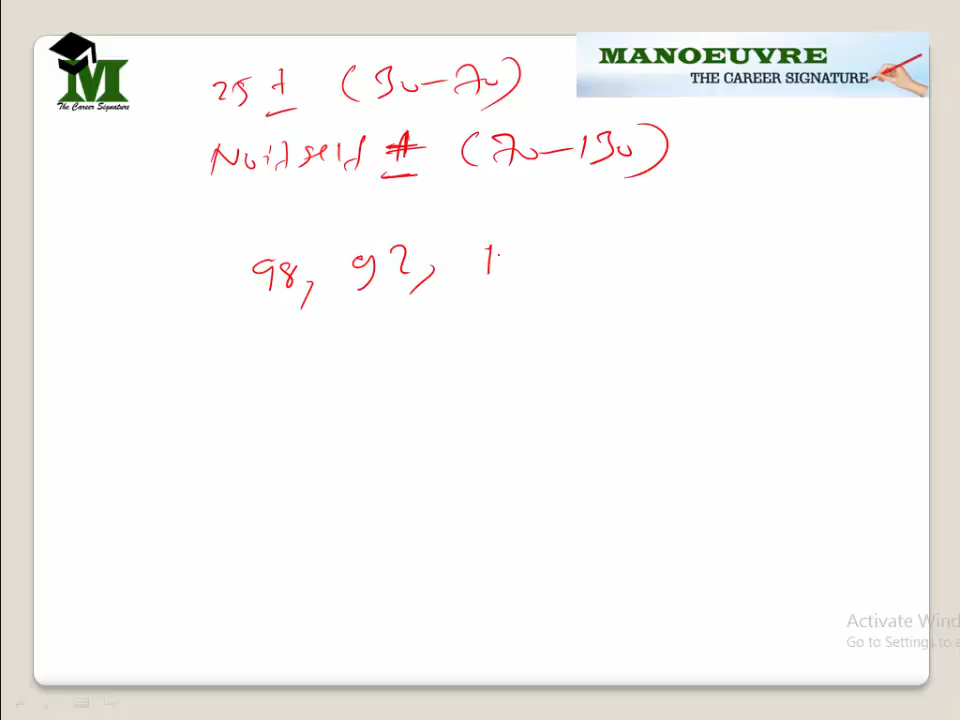 M
The Career Signature
MANOEUVRE
THE CAREER SIGNATURE
25 + (30-70)
(70-130)
98, 92, 1
Activate Wind
Go to Settings to a